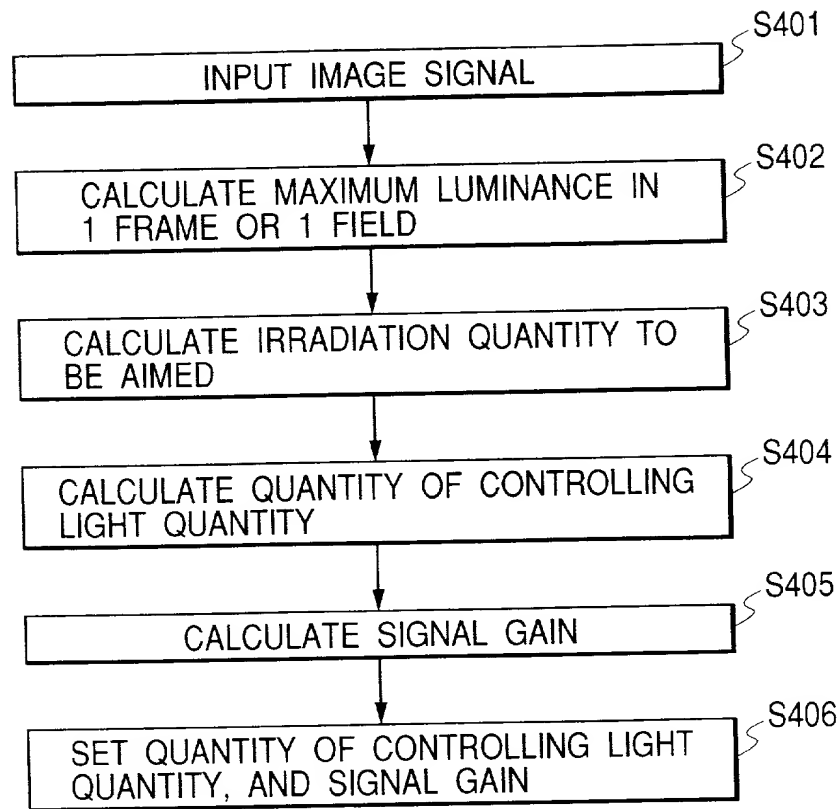 S401
INPUT IMAGE SIGNAL
S402
CALCULATE MAXIMUM LUMINANCE IN
1 FRAME OR 1 FIELD
S403
CALCULATE IRRADIATION QUANTITY TO
BE AIMED
S404
CALCULATE QUANTITY OF CONTROLLING
LIGHT QUANTITY
S405
CALCULATE SIGNAL GAIN
S406
SET QUANTITY OF CONTROLLING LIGHT
QUANTITY, AND SIGNAL GAIN